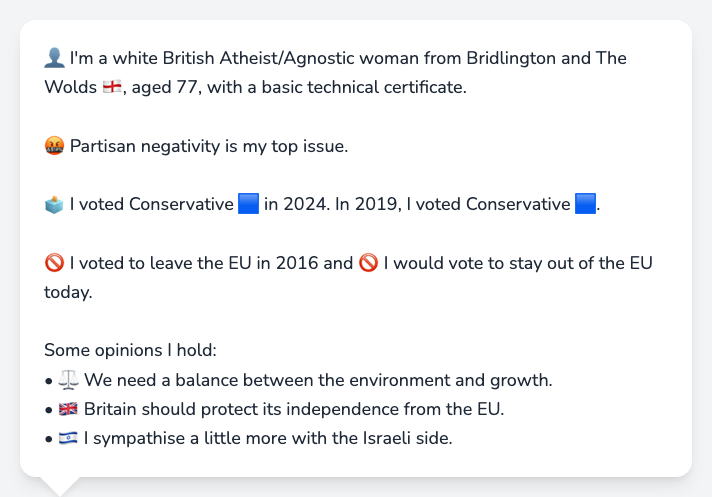 👤 I'm a white British Atheist/Agnostic woman from Bridlington and The
Wolds 🏴󠁧󠁢󠁥󠁮󠁧󠁿, aged 77, with a basic technical certificate.
🤬 Partisan negativity is my top issue.
🗳️ I voted Conservative 🟦 in 2024. In 2019, I voted Conservative 🟦.
🚫 I voted to leave the EU in 2016 and 🚫 I would vote to stay out of the EU
today.
Some opinions I hold:
• ⚖️ We need a balance between the environment and growth.
• 🇬🇧 Britain should protect its independence from the EU.
• 🇮🇱 I sympathise a little more with the Israeli side.